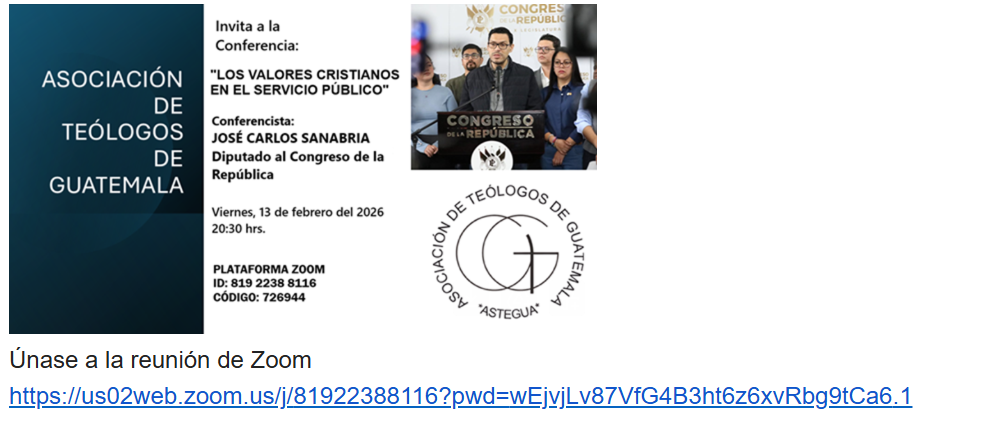 ASOCIACIÓN
DE
TEÓLOGOS
DE
GUATEMALA
Invita a la
Conferencia:
"LOS VALORES CRISTIANOS
EN EL SERVICIO PÚBLICO"
Conferencista:
JOSÉ CARLOS SANABRIA
Diputado al Congreso de la
República
Viernes, 13 de febrero del 2026
20:30 hrs.
PLATAFORMA ZOOM
ID: 819 2238 8116
CÓDIGO: 726944
CONGRESO
DE LA REPÚBLICA
LEGISLATURA
CONGRESO
DE LA REPÚBLICA
ASOCIACIÓN DE TEÓLOGOS DE GUATEMALA
*ASTEGUA*
Únase a la reunión de Zoom
https://us02web.zoom.us/j/81922388116?pwd=wEjvjLv87VfG4B3ht6z6xvRbg9tCa6.1